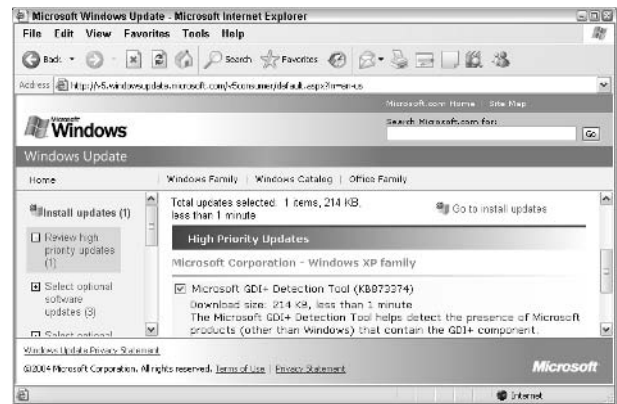 Microsoft Windows Update - Microsoft Internet Explorer
File Edit View Favorites Tools Help
Back Search Favorites
Address http://v5.windowsupdate.microsoft.com/v5consumer/default.aspx?ln=en-us
Microsoft.com Home | Site Map
Microsoft
Windows
Search Microsoft.com for:
Go
Windows Update
Home
Windows Family | Windows Catalog | Office Family
Install updates (1)
Review high
priority updates
(1)
Select optional
software
updates (3)
Select optional
Total updates selected: 1 items, 214 KB,
less than 1 minute
Go to install updates
High Priority Updates
Microsoft Corporation - Windows XP family
Microsoft GDI+ Detection Tool (KB873374)
Download size: 214 KB, less than 1 minute
The Microsoft GDI+ Detection Tool helps detect the presence of Microsoft
products (other than Windows) that contain the GDI+ component.
Windows Update Privacy Statement
©2004 Microsoft Corporation. All rights reserved. Terms of Use | Privacy Statement
Microsoft
Internet